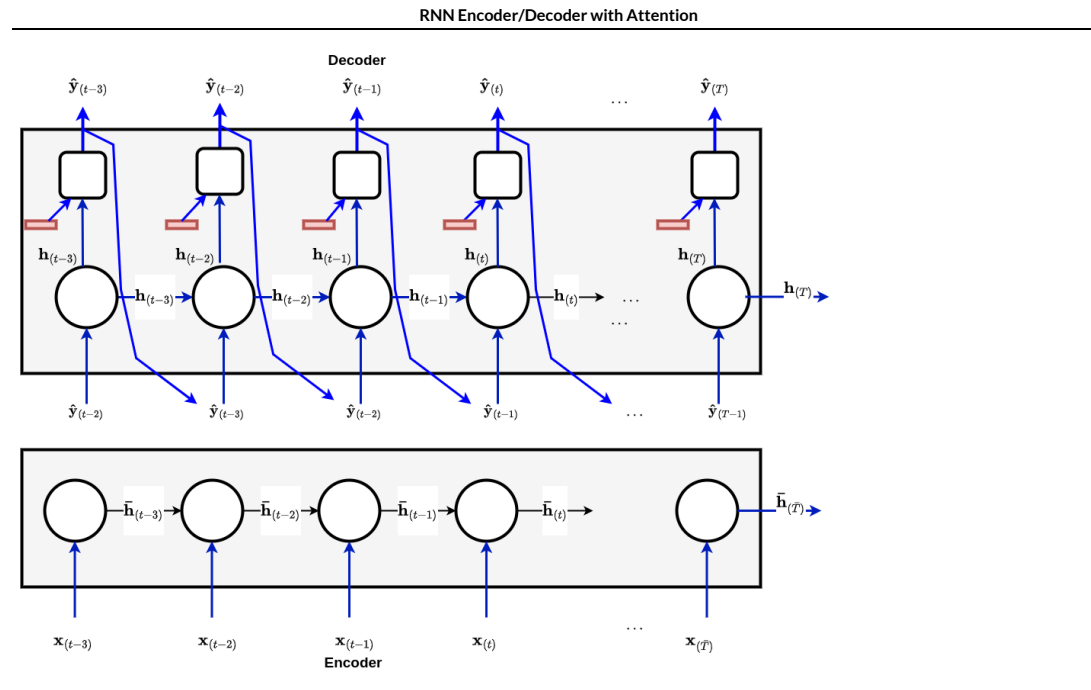 RNN Encoder/Decoder with Attention
Decoder
ŷ(t−3) ŷ(t−2) ŷ(t−1) ŷ(t) ... ŷ(T)
h(t−3) h(t−2) h(t−1) h(t) h(T)
h(t−3) h(t−2) h(t−1) h(t) ... h(T)
...
ŷ(t−2) ŷ(t−3) ŷ(t−2) ŷ(t−1) ... ŷ(T−1)
h̄(t−3) h̄(t−2) h̄(t−1) h̄(t) h̄(T̄)
...
x(t−3) x(t−2) x(t−1) x(t) x(T̄)
Encoder